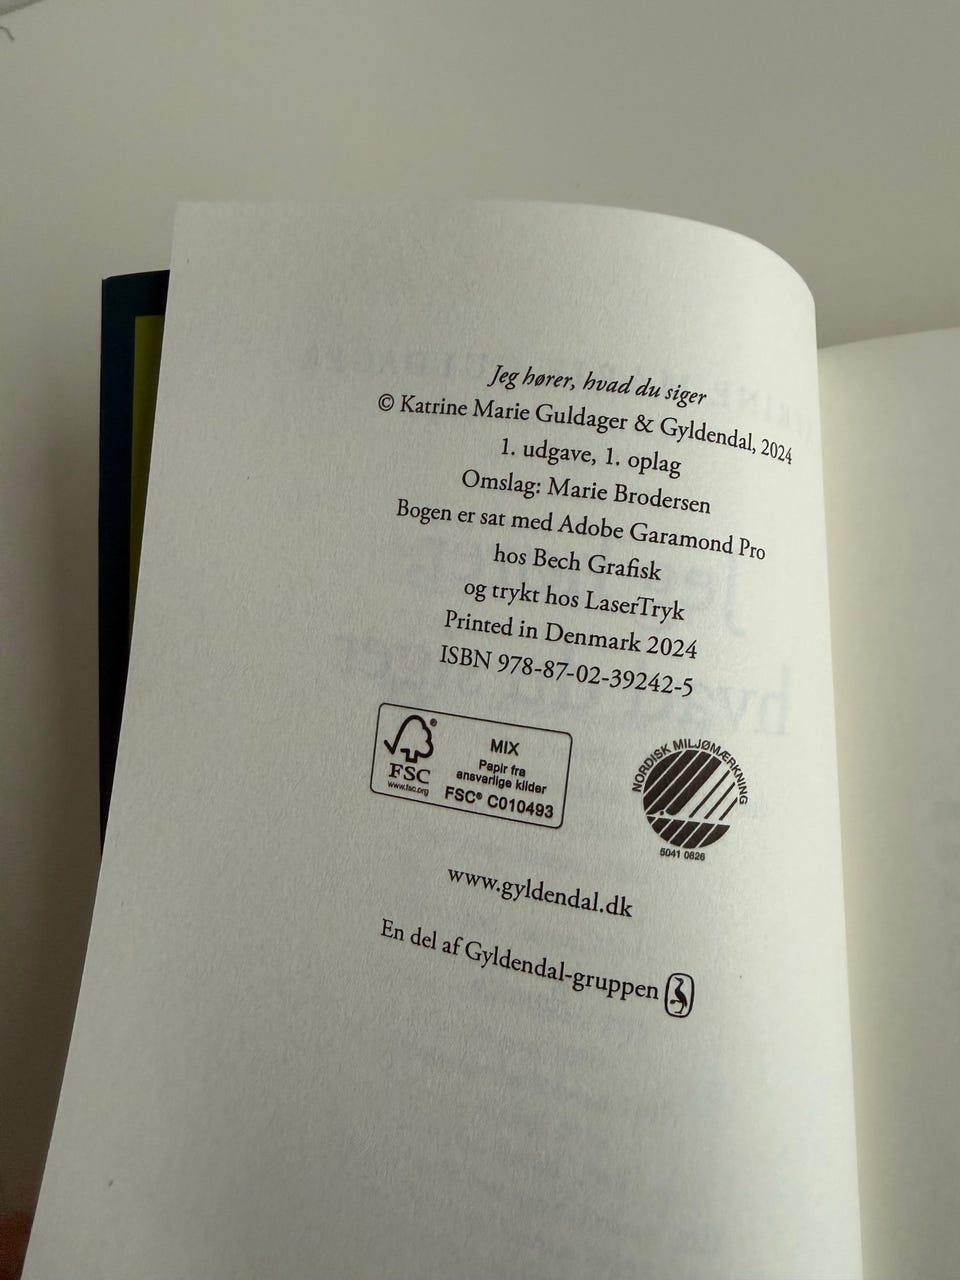 Jeg hører, hvad du siger
© Katrine Marie Guldager & Gyldendal, 2024
1. udgave, 1. oplag
Omslag: Marie Brodersen
Bogen er sat med Adobe Garamond Pro
hos Bech Grafisk
og trykt hos LaserTryk
Printed in Denmark 2024
ISBN 978-87-02-39242-5
FSC®
www.fsc.org
MIX
Papir fra
ansvarlige kilder
FSC® C010493
NORDISK MILJØMÆRKNING
5041 0826
www.gyldendal.dk
En del af Gyldendal-gruppen